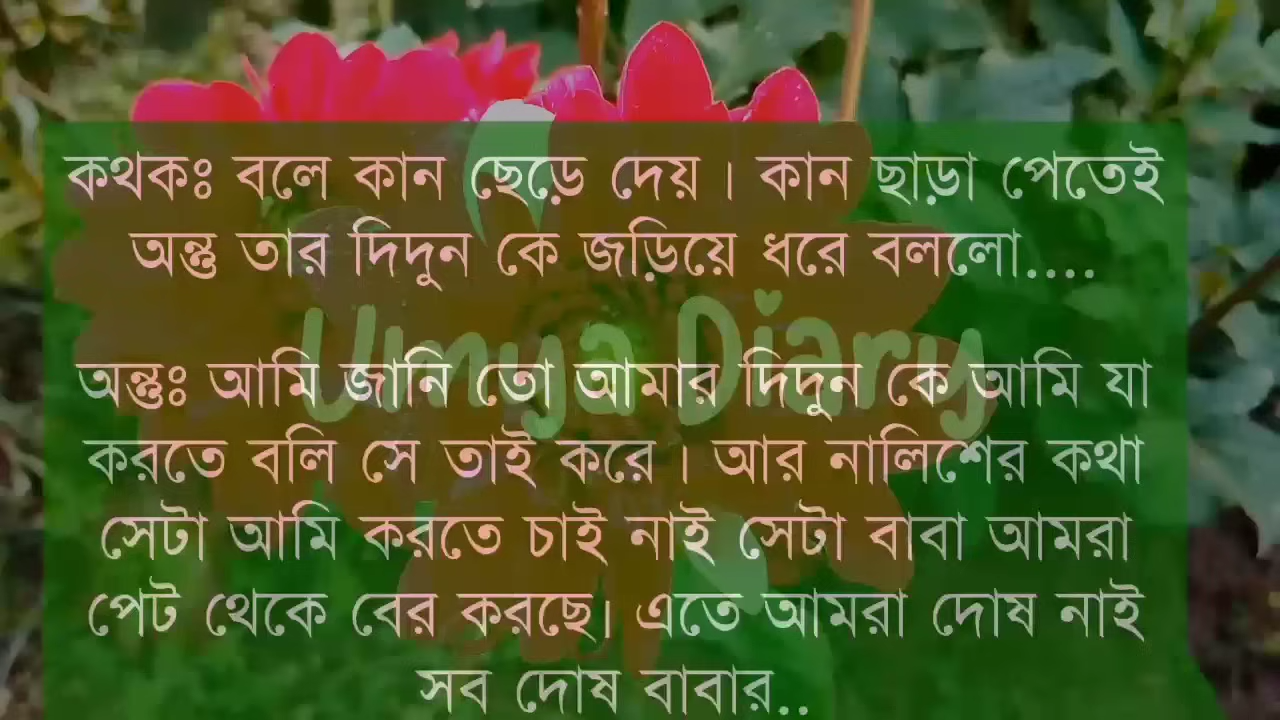 কথকঃ বলে কান ছেড়ে দেয়। কান ছাড়া পেতেই
অন্তু তার দিদুন কে জড়িয়ে ধরে বললো....
Umya Diary
অন্তুঃ আমি জানি তো আমার দিদুন কে আমি যা
করতে বলি সে তাই করে। আর নালিশের কথা
সেটা আমি করতে চাই নাই সেটা বাবা আমরা
পেট থেকে বের করছে। এতে আমরা দোষ নাই
সব দোষ বাবার..